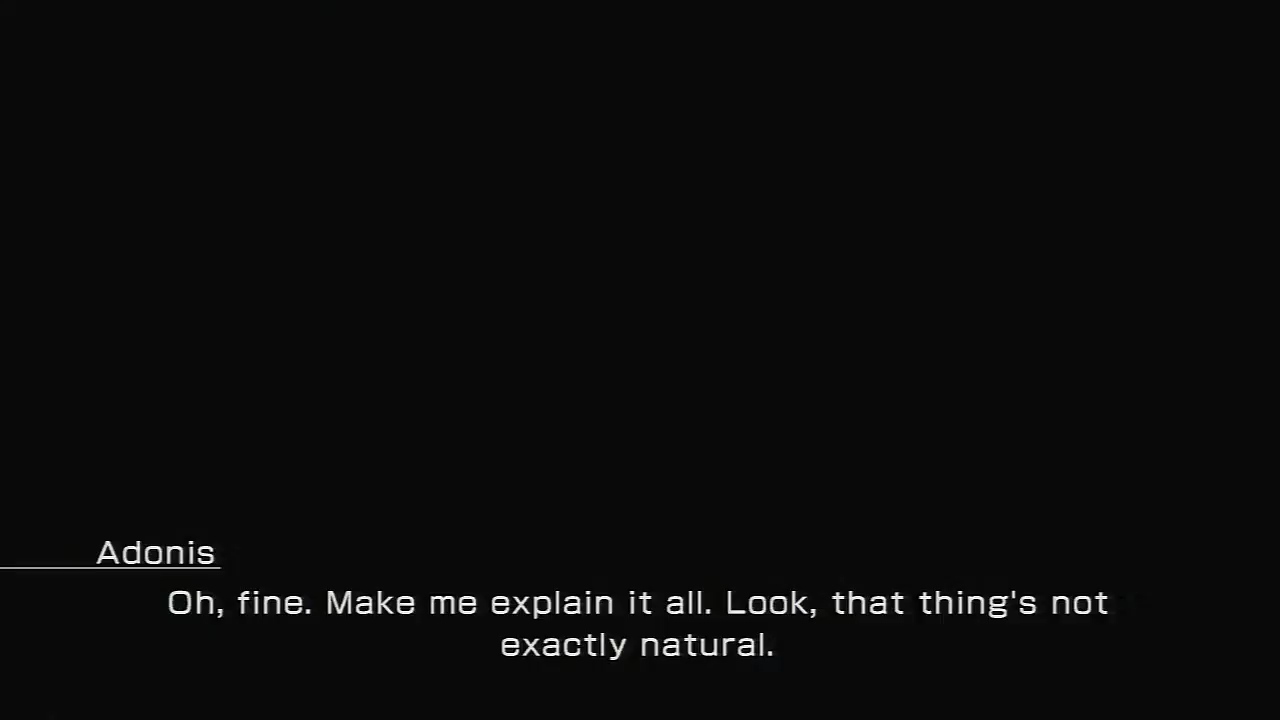 Adonis
Oh, fine. Make me explain it all. Look, that thing's not
exactly natural.